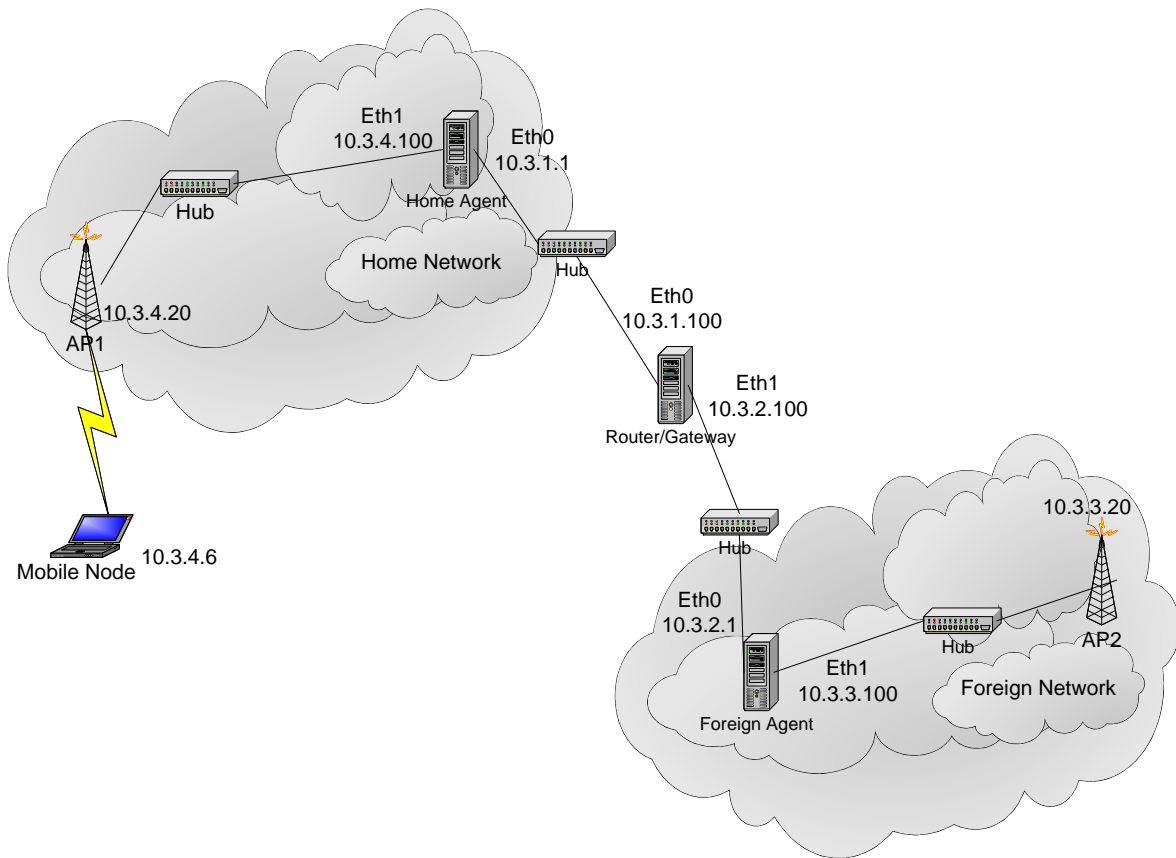 Eth1
10.3.4.100
Eth0
10.3.1.1
Hub
Home Agent
Home Network
Hub
10.3.4.20
AP1
Eth0
10.3.1.100
Eth1
10.3.2.100
Router/Gateway
10.3.4.6
Mobile Node
10.3.3.20
Hub
Eth0
10.3.2.1
Hub
AP2
Eth1
10.3.3.100
Foreign Network
Foreign Agent